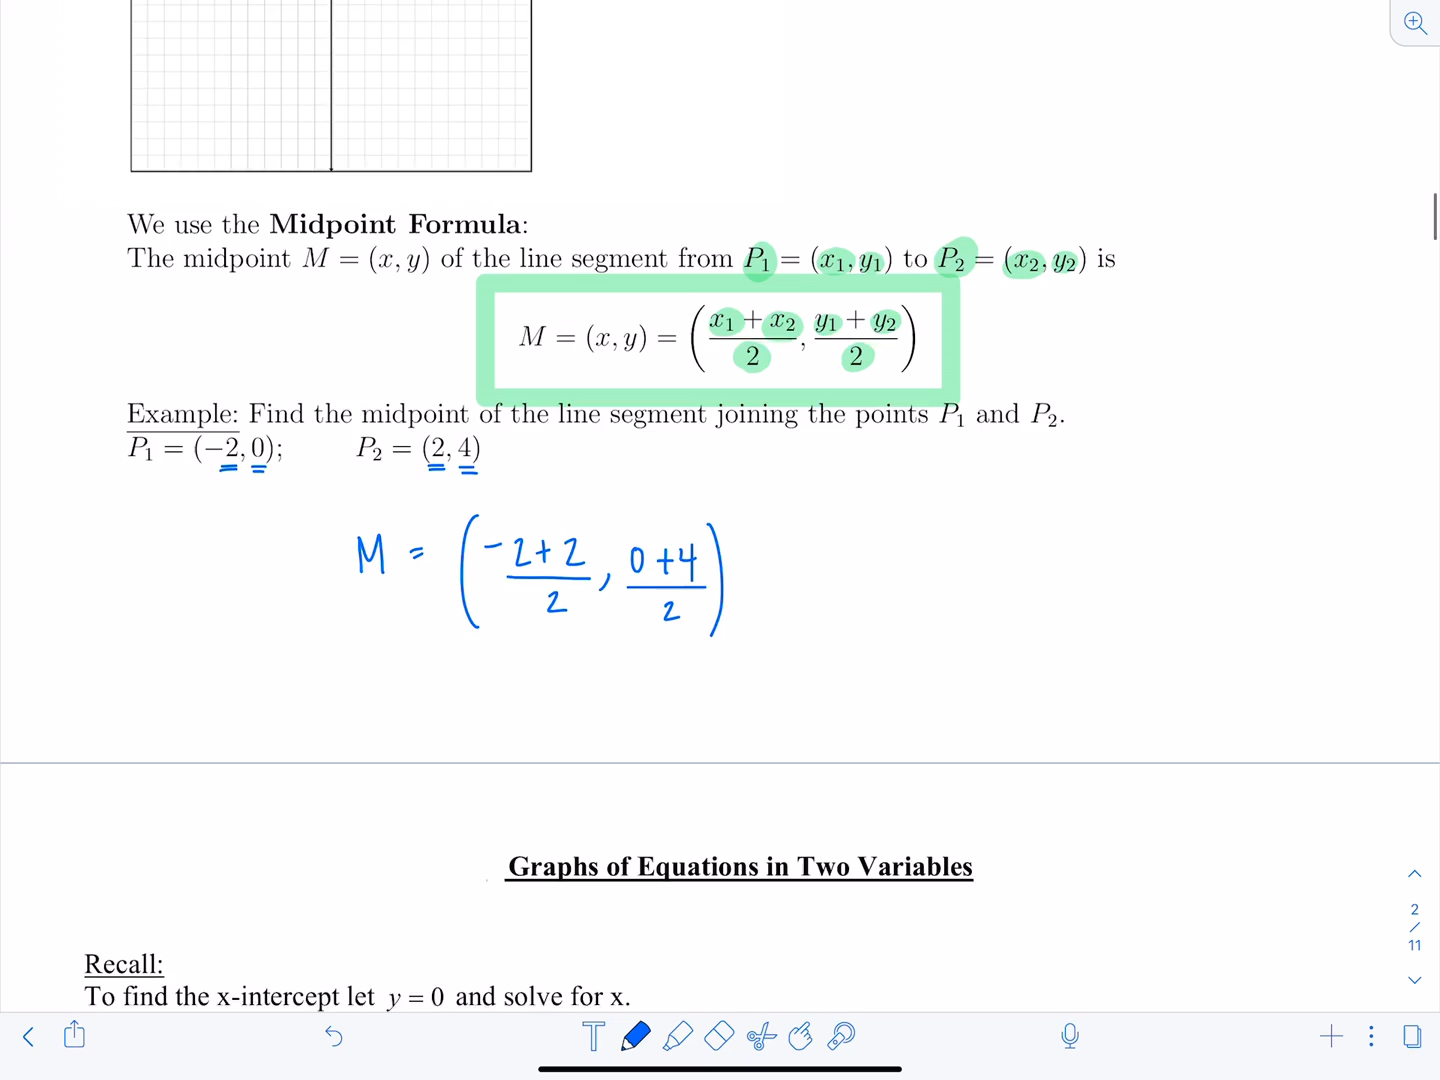 We use the Midpoint Formula:
The midpoint M = (x, y) of the line segment from P₁ = (x₁, y₁) to P₂ = (x₂, y₂) is
M = (x, y) = ( (x₁ + x₂)/2 , (y₁ + y₂)/2 )
Example: Find the midpoint of the line segment joining the points P₁ and P₂.
P₁ = (−2, 0); P₂ = (2, 4)
M = ( (-2+2)/2 , (0+4)/2 )
Graphs of Equations in Two Variables
Recall:
To find the x-intercept let y = 0 and solve for x.
2
/
11
T